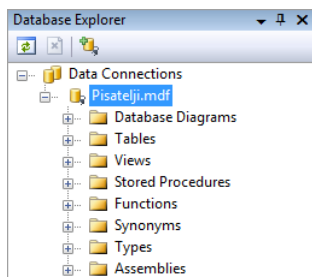 Database Explorer
Data Connections
Pisatelji.mdf
Database Diagrams
Tables
Views
Stored Procedures
Functions
Synonyms
Types
Assemblies